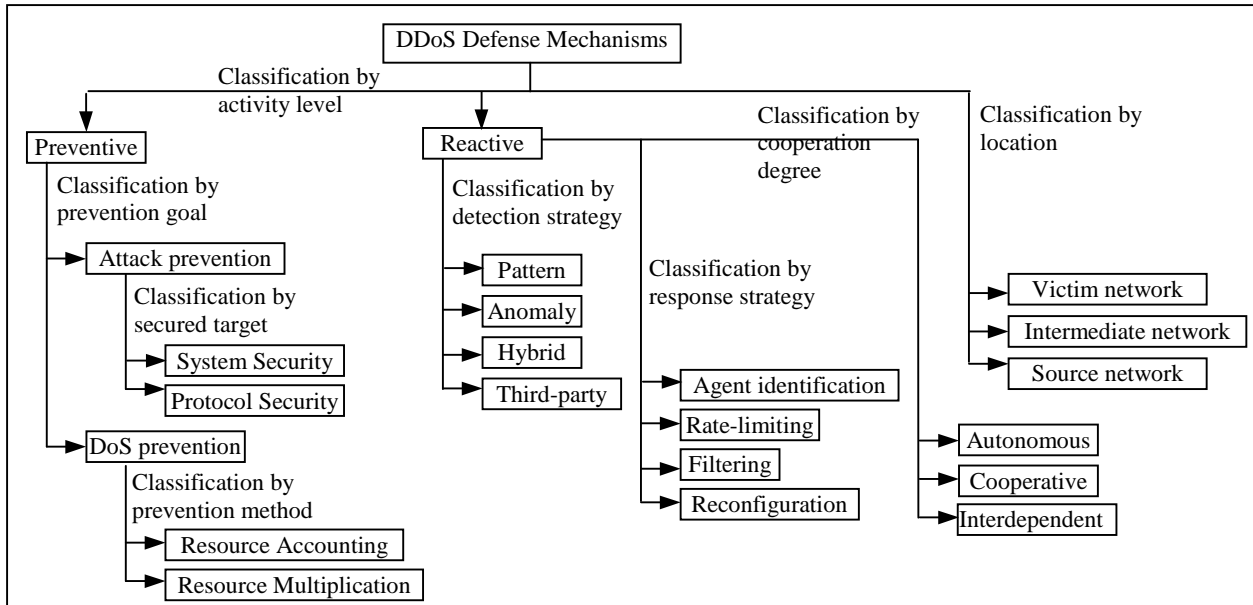 DDoS Defense Mechanisms
Classification by
activity level
Preventive
Classification by
prevention goal
Attack prevention
Classification by
secured target
System Security
Protocol Security
DoS prevention
Classification by
prevention method
Resource Accounting
Resource Multiplication
Reactive
Classification by
detection strategy
Pattern
Anomaly
Hybrid
Third-party
Classification by
response strategy
Agent identification
Rate-limiting
Filtering
Reconfiguration
Classification by
cooperation
degree
Autonomous
Cooperative
Interdependent
Classification by
location
Victim network
Intermediate network
Source network